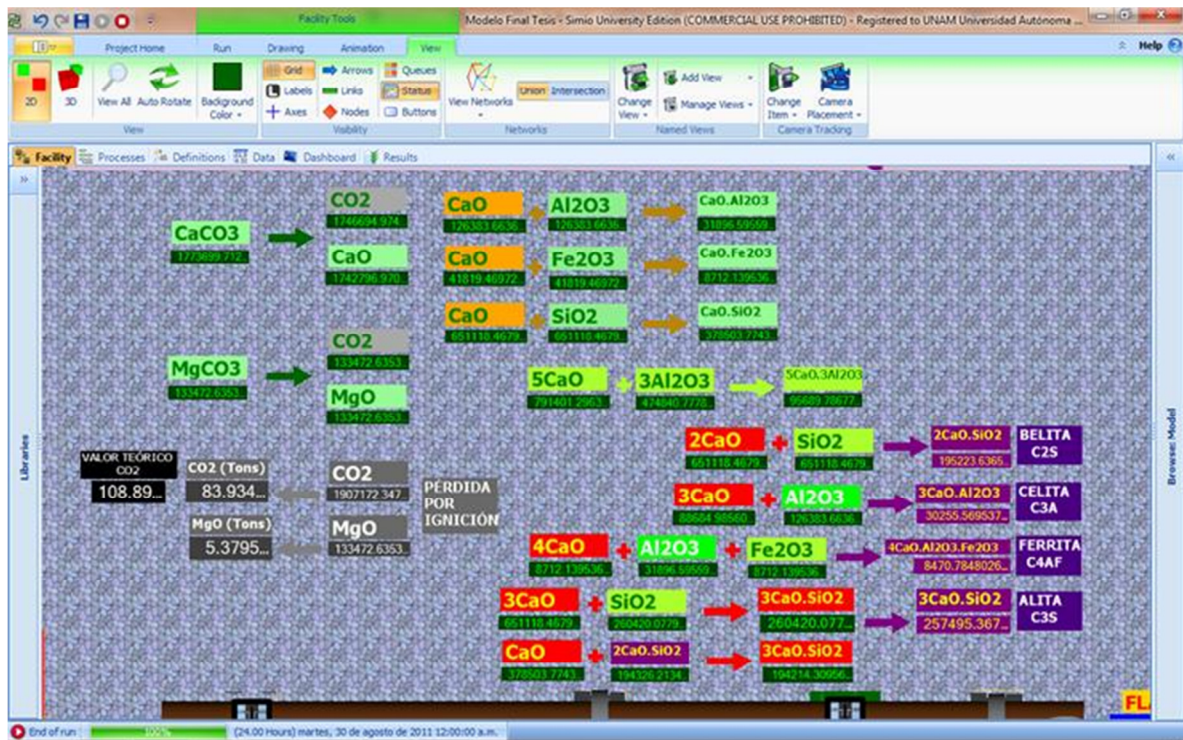 Facility Tools
Modelo Final Tesis - Simio University Edition (COMMERCIAL USE PROHIBITED) - Registered to UNAM Universidad Autónoma ...
Project Home Run Drawing Animation View Help
2D 3D View All Auto Rotate Background Color
Grid Arrows Queues
Labels Links Status
Axes Nodes Buttons
View Networks Union Intersection
Change View Add View Manage Views
Change Item Camera Placement
View Visibility Networks Named Views Camera Tracking
Facility Processes Definitions Data Dashboard Results
Libraries
Browse: Model
CaCO3
CO2
1746694.974
CaO
1742796.970
CaO Al2O3 CaO.Al2O3
126383.6636 126383.6636 31896.59559
CaO Fe2O3 CaO.Fe2O3
41819.46972 41819.46972 8712.139536
CaO SiO2 CaO.SiO2
651118.4679 651118.4679 378503.7743
MgCO3
133472.6353
CO2
133472.6353
MgO
133472.6353
5CaO + 3Al2O3 5CaO.3Al2O3
791401.2963 474840.7778 95689.78677
2CaO + SiO2 2CaO.SiO2 BELITA C2S
651118.4679 651118.4679 195223.6365
VALOR TEÓRICO CO2
108.89...
CO2 (Tons)
83.934...
CO2
1907172.347
MgO (Tons)
5.3795...
MgO
133472.6353
PÉRDIDA
POR
IGNICIÓN
3CaO + Al2O3 3CaO.Al2O3 CELITA C3A
88684.98560 126383.6636 30255.569537
4CaO + Al2O3 + Fe2O3 4CaO.Al2O3.Fe2O3 FERRITA C4AF
8712.139536 31896.59559 8712.139536 8470.7848026...
3CaO + SiO2 3CaO.SiO2 3CaO.SiO2 ALITA C3S
651118.4679 260420.0779 260420.077... 257495.367...
CaO + 2CaO.SiO2 3CaO.SiO2
378503.7743 194326.2134 194214.30956
End of run 100% (24.00 Hours) martes, 30 de agosto de 2011 12:00:00 a.m.